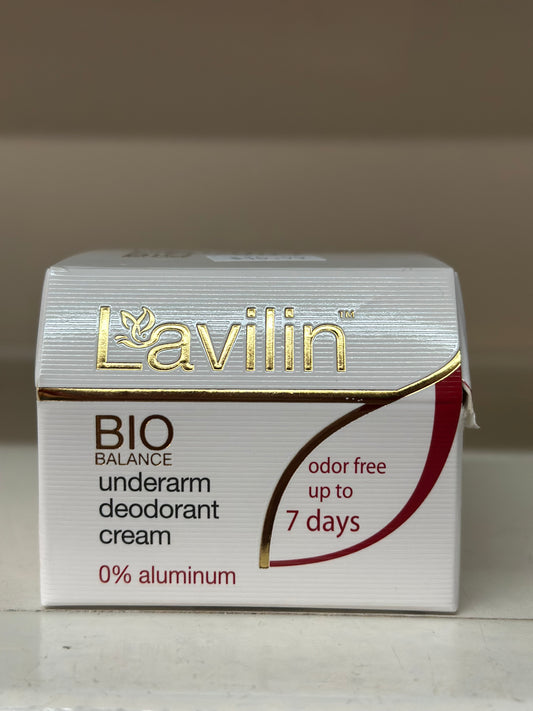 Lavilin™
BIO
BALANCE
underarm
deodorant
cream
0% aluminum
odor free
up to
7 days